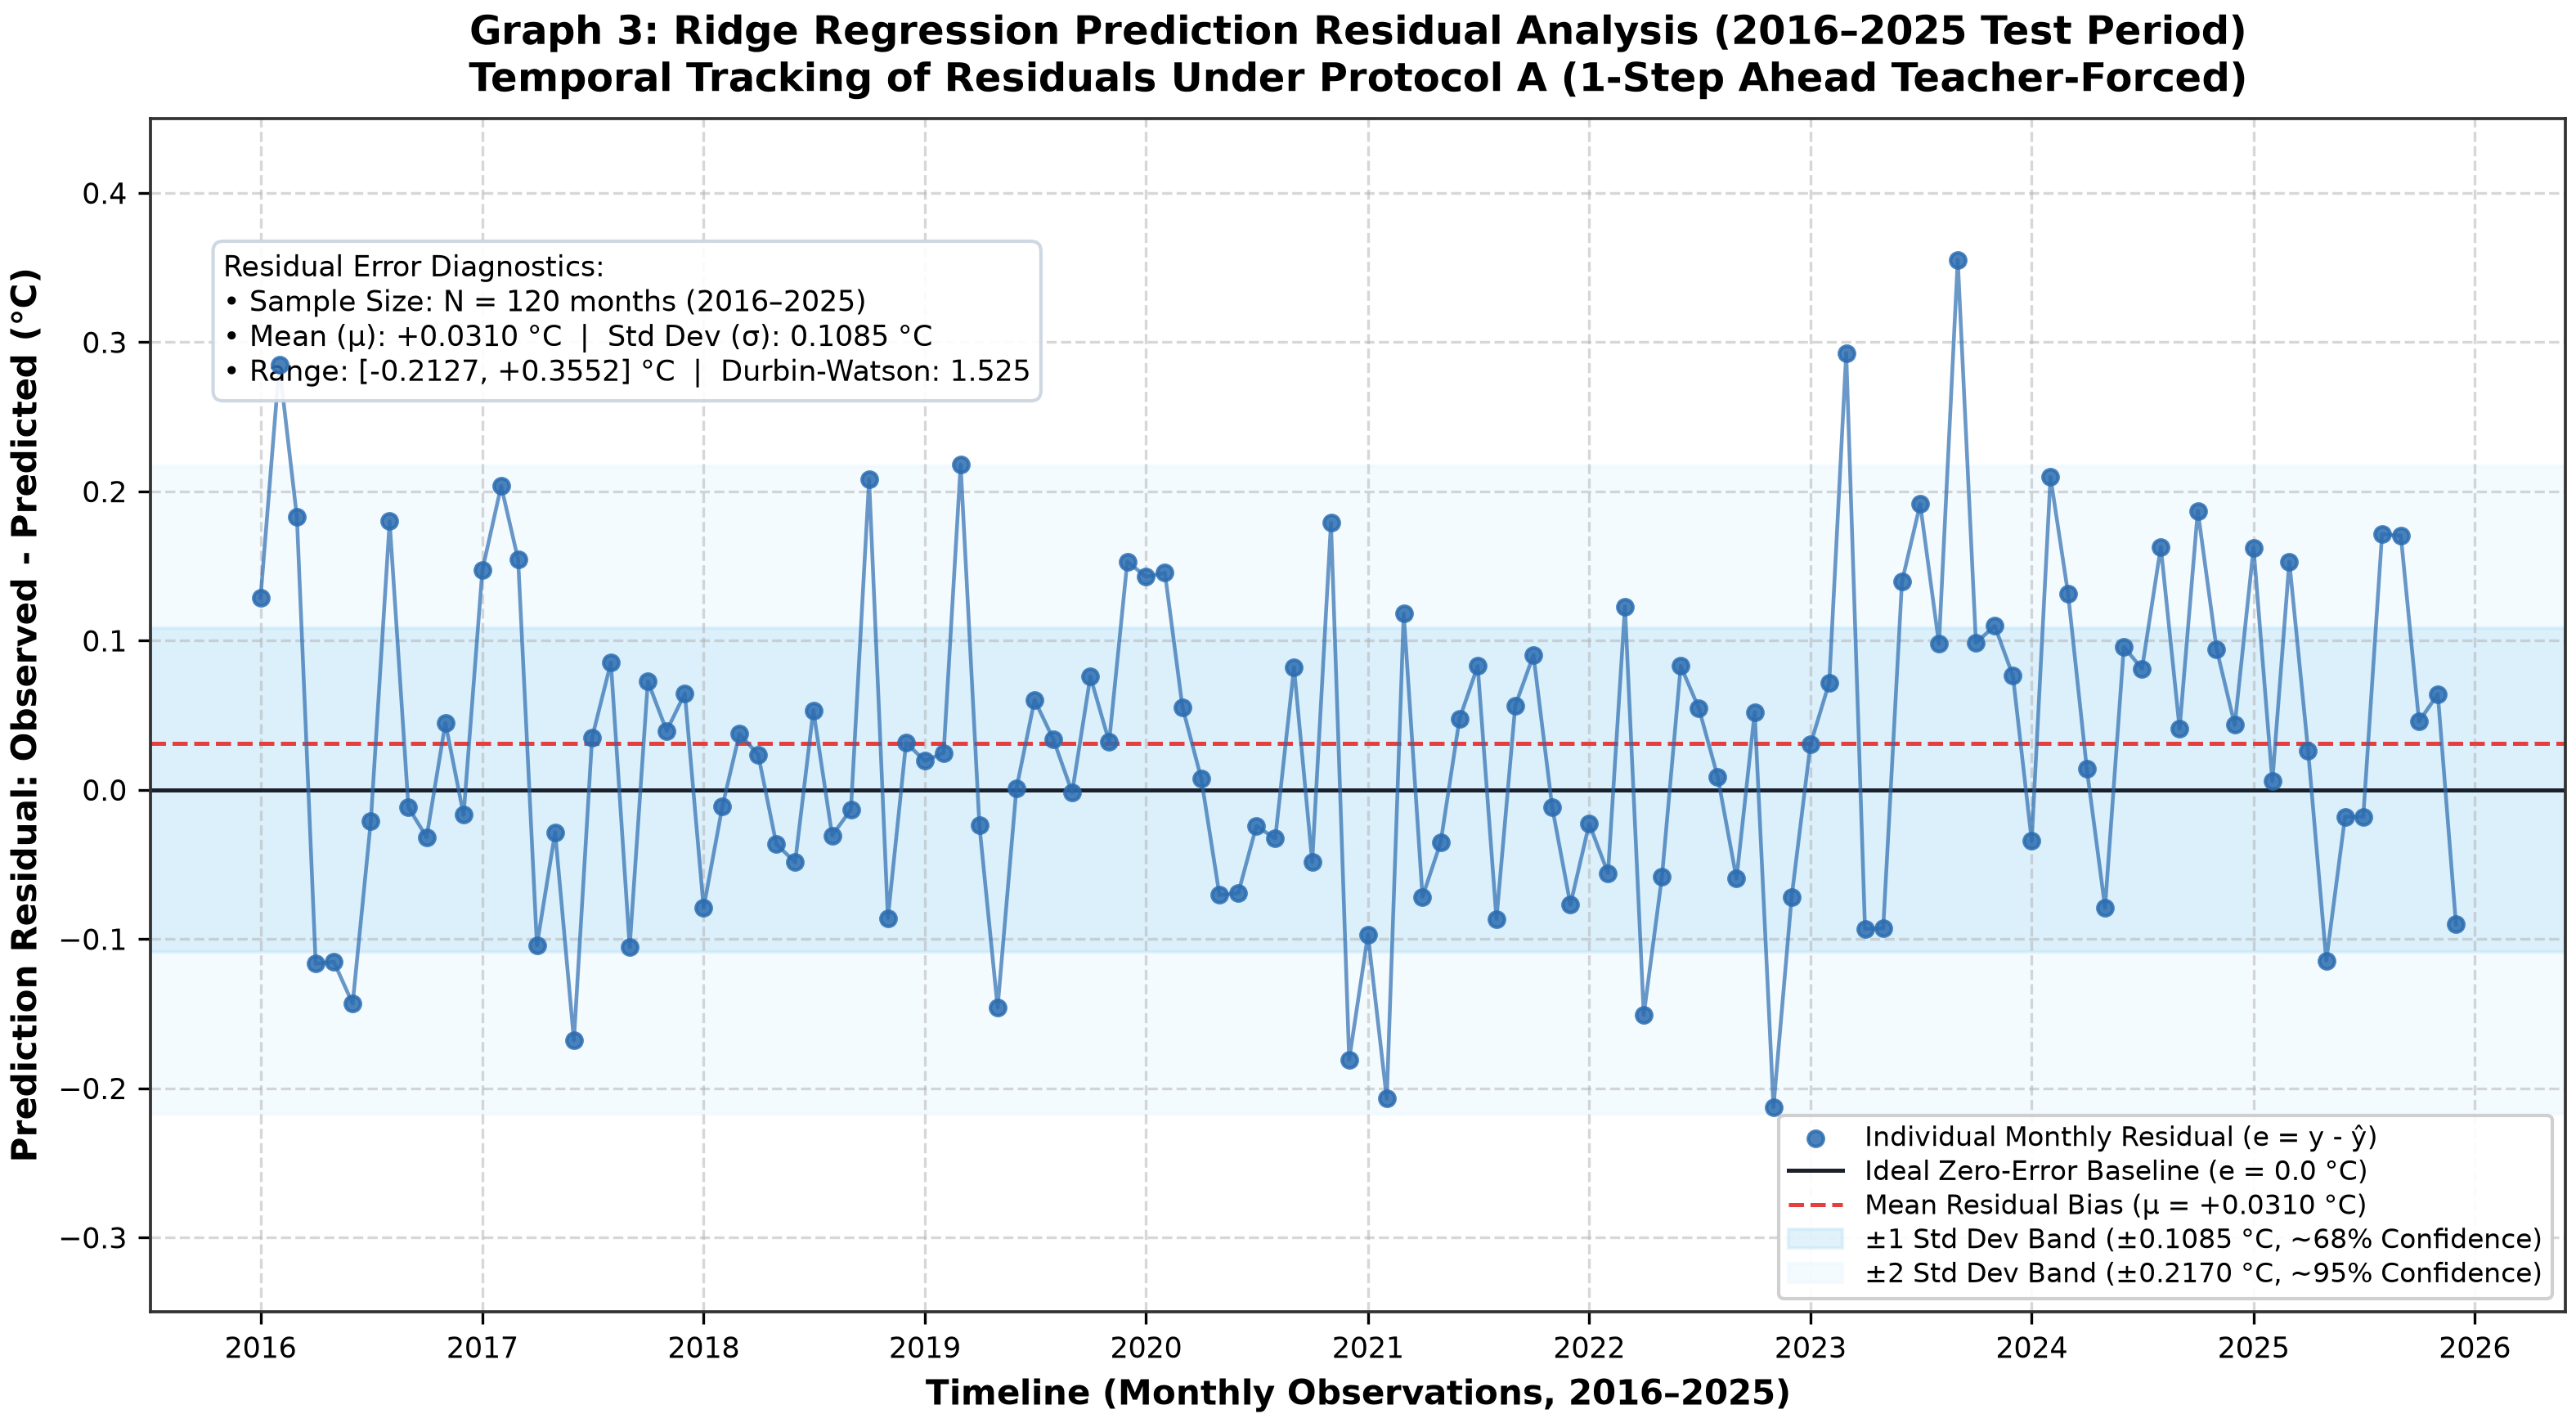 Graph 3: Ridge Regression Prediction Residual Analysis (2016–2025 Test Period)
Temporal Tracking of Residuals Under Protocol A (1-Step Ahead Teacher-Forced)
Prediction Residual: Observed - Predicted (°C)
0.4
0.3
0.2
0.1
0.0
−0.1
−0.2
−0.3
Residual Error Diagnostics:
• Sample Size: N = 120 months (2016–2025)
• Mean (μ): +0.0310 °C | Std Dev (σ): 0.1085 °C
• Range: [-0.2127, +0.3552] °C | Durbin-Watson: 1.525
Individual Monthly Residual (e = y - ŷ)
Ideal Zero-Error Baseline (e = 0.0 °C)
Mean Residual Bias (μ = +0.0310 °C)
±1 Std Dev Band (±0.1085 °C, ~68% Confidence)
±2 Std Dev Band (±0.2170 °C, ~95% Confidence)
2016 2017 2018 2019 2020 2021 2022 2023 2024 2025 2026
Timeline (Monthly Observations, 2016–2025)